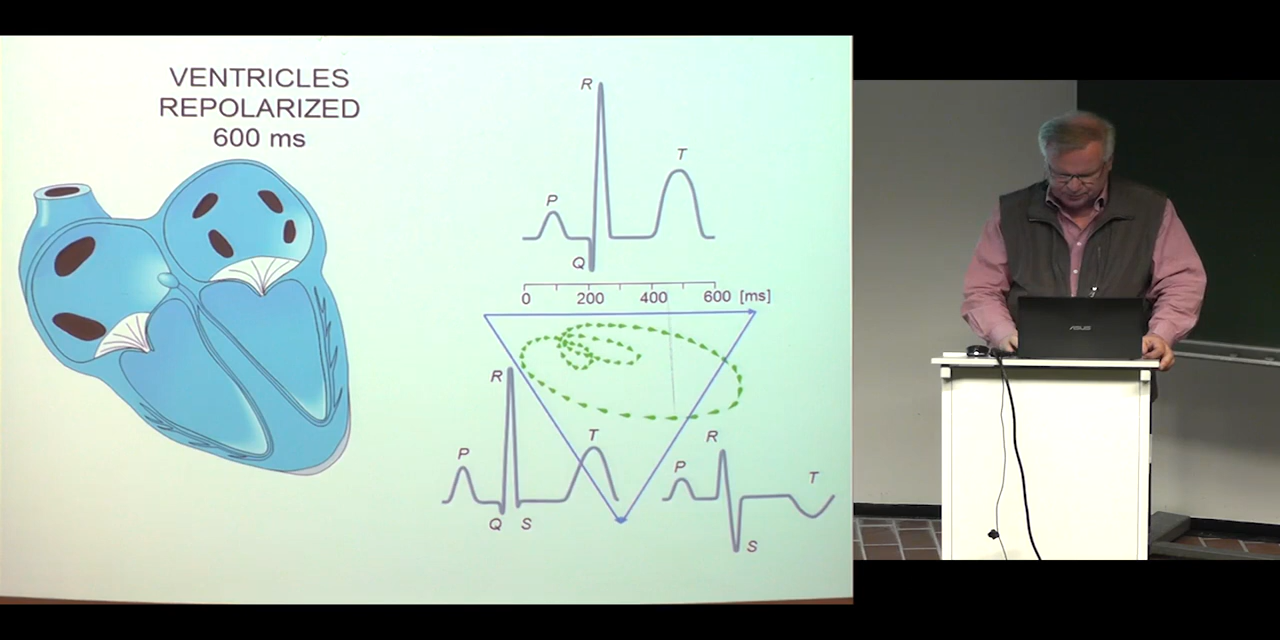 VENTRICLES
REPOLARIZED
600 ms
R
T
P
Q
0 200 400 600 [ms]
R
P
T
Q S
R
P
T
S
ASUS